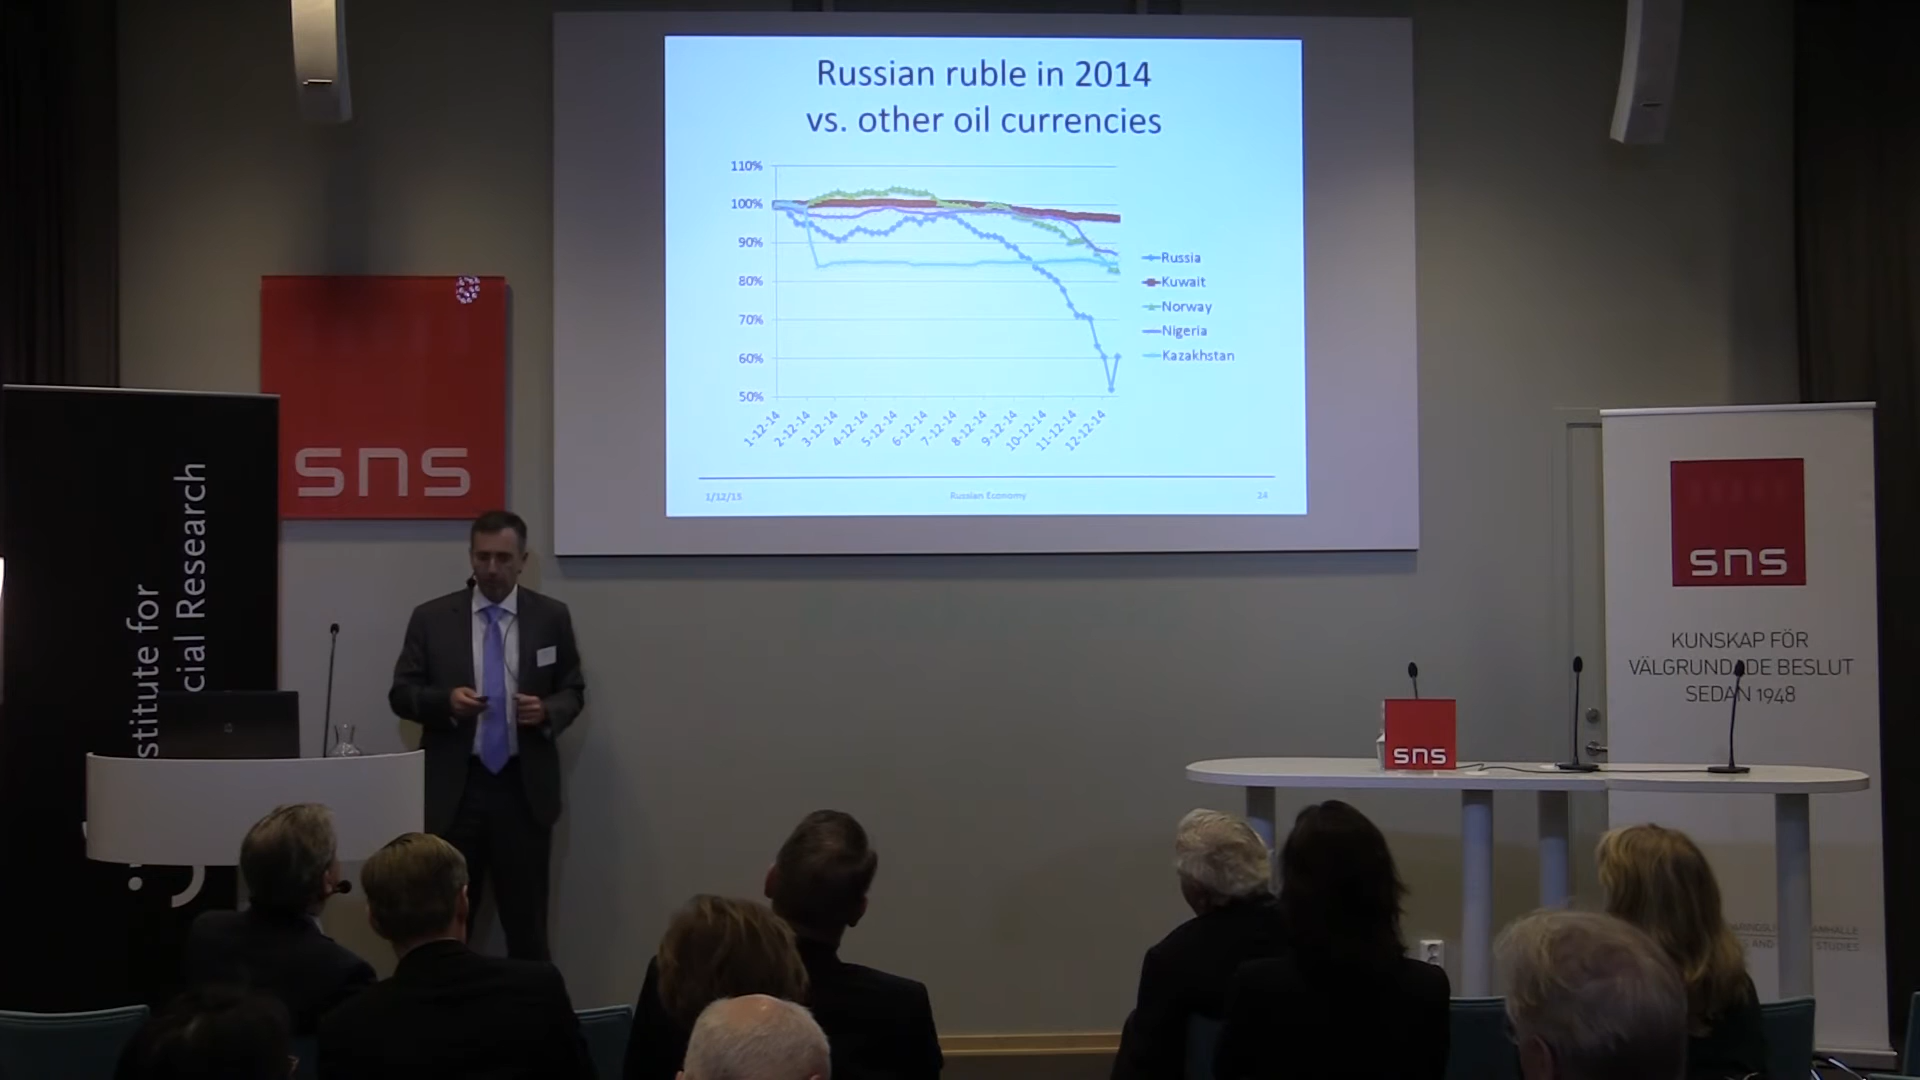 Russian ruble in 2014
vs. other oil currencies
110%
100%
90%
80%
70%
60%
50%
1-12-14
2-12-14
3-12-14
4-12-14
5-12-14
6-12-14
7-12-14
8-12-14
9-12-14
10-12-14
11-12-14
12-12-14
Russia
Kuwait
Norway
Nigeria
Kazakhstan
1/12/15
Russian Economy
24
sns
stitute for
cial Research
sns
KUNSKAP FÖR
VÄLGRUNDADE BESLUT
SEDAN 1948
sns
STUDIES